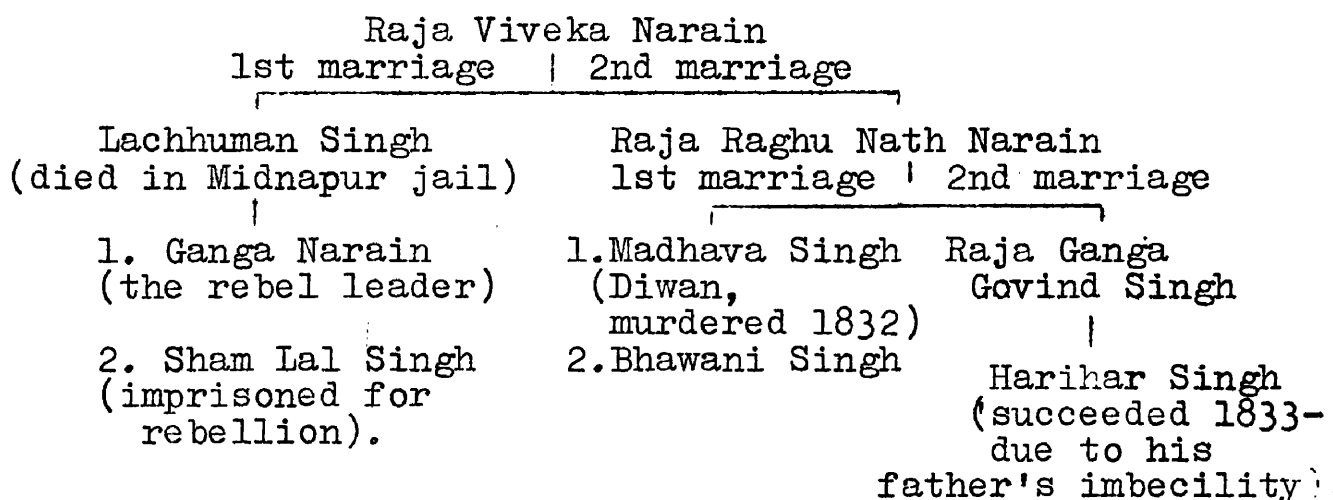 Raja Viveka Narain
1st marriage | 2nd marriage
Lachhuman Singh
(died in Midnapur jail)
1. Ganga Narain
(the rebel leader)
2. Sham Lal Singh
(imprisoned for
rebellion).
Raja Raghu Nath Narain
1st marriage | 2nd marriage
1.Madhava Singh
(Diwan,
murdered 1832)
2.Bhawani Singh
Raja Ganga
Govind Singh
Harihar Singh
(succeeded 1833-
due to his
father's imbecility)